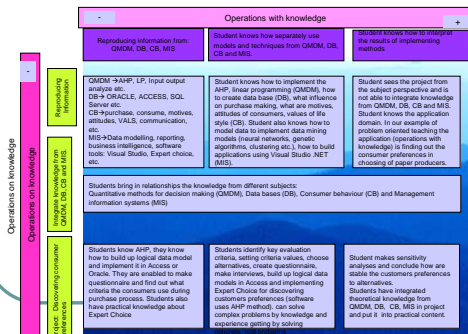 Operations with knowledge
-
+
Reproducing information from:
QMDM, DB, CB, MIS
Student knows how separately use
models and techniques from QMDM, DB,
CB and MIS.
Student knows how to interpret
the results of implementing
methods
Operations on knowledge
Operations on knowledge
-
Reproducing
information
QMDM →AHP, LP, Input output
analyze etc.
DB→ ORACLE, ACCESS, SQL
Server etc.
CB→purchase, consume, motives,
attitudes, VALS, communication,
etc.
MIS→Data modelling, reporting,
business intelligence, software
tools: Visual Studio, Expert choice,
etc.
Student knows how to implement the
AHP, linear programming (QMDM), how
to create data base (DB), what influence
on purchase making, what are motives,
attitudes of consumers, values of life
style (CB). Student also knows how to
model data to implement data mining
models (neural networks, genetic
algorithms, clustering etc.), how to build
applications using Visual Studio .NET
(MIS).
Student sees the project from
the subject perspective and is
not able to integrate knowledge
from QMDM, DB, CB and MIS.
Student knows the application
domain. In our example of
problem oriented teaching the
application (operations with
knowledge) is finding out the
consumer preferences in
choosing of paper producers.
Integrate knowledge from
QMDM, DB, CB and MIS.
Students bring in relationships the knowledge from different subjects:
Quantitative methods for decision making (QMDM), Data bases (DB), Consumer behaviour (CB) and Management
information systems (MIS)
Project: Discovering consumer
preferences
Students know AHP, they know
how to build up logical data model
and implement it in Access or
Oracle. They are enabled to make
questionnaire and find out what
criteria the consumers use during
purchase process. Students also
have practical knowledge about
Expert Choice
Students identify key evaluation
criteria, setting criteria values, choose
alternatives, create questionnaire,
make interviews, build up logical data
models in Access and implementing
Expert Choice for discovering
customers preferences (software
uses AHP method). can solve
complex problems by knowledge and
experience getting by solving
Student makes sensitivity
analyses and conclude how are
stable the customers preferences
to alternatives.
Students have integrated
theoretical knowledge from
QMDM, DB, CB, MIS in project
and put it into practical content.